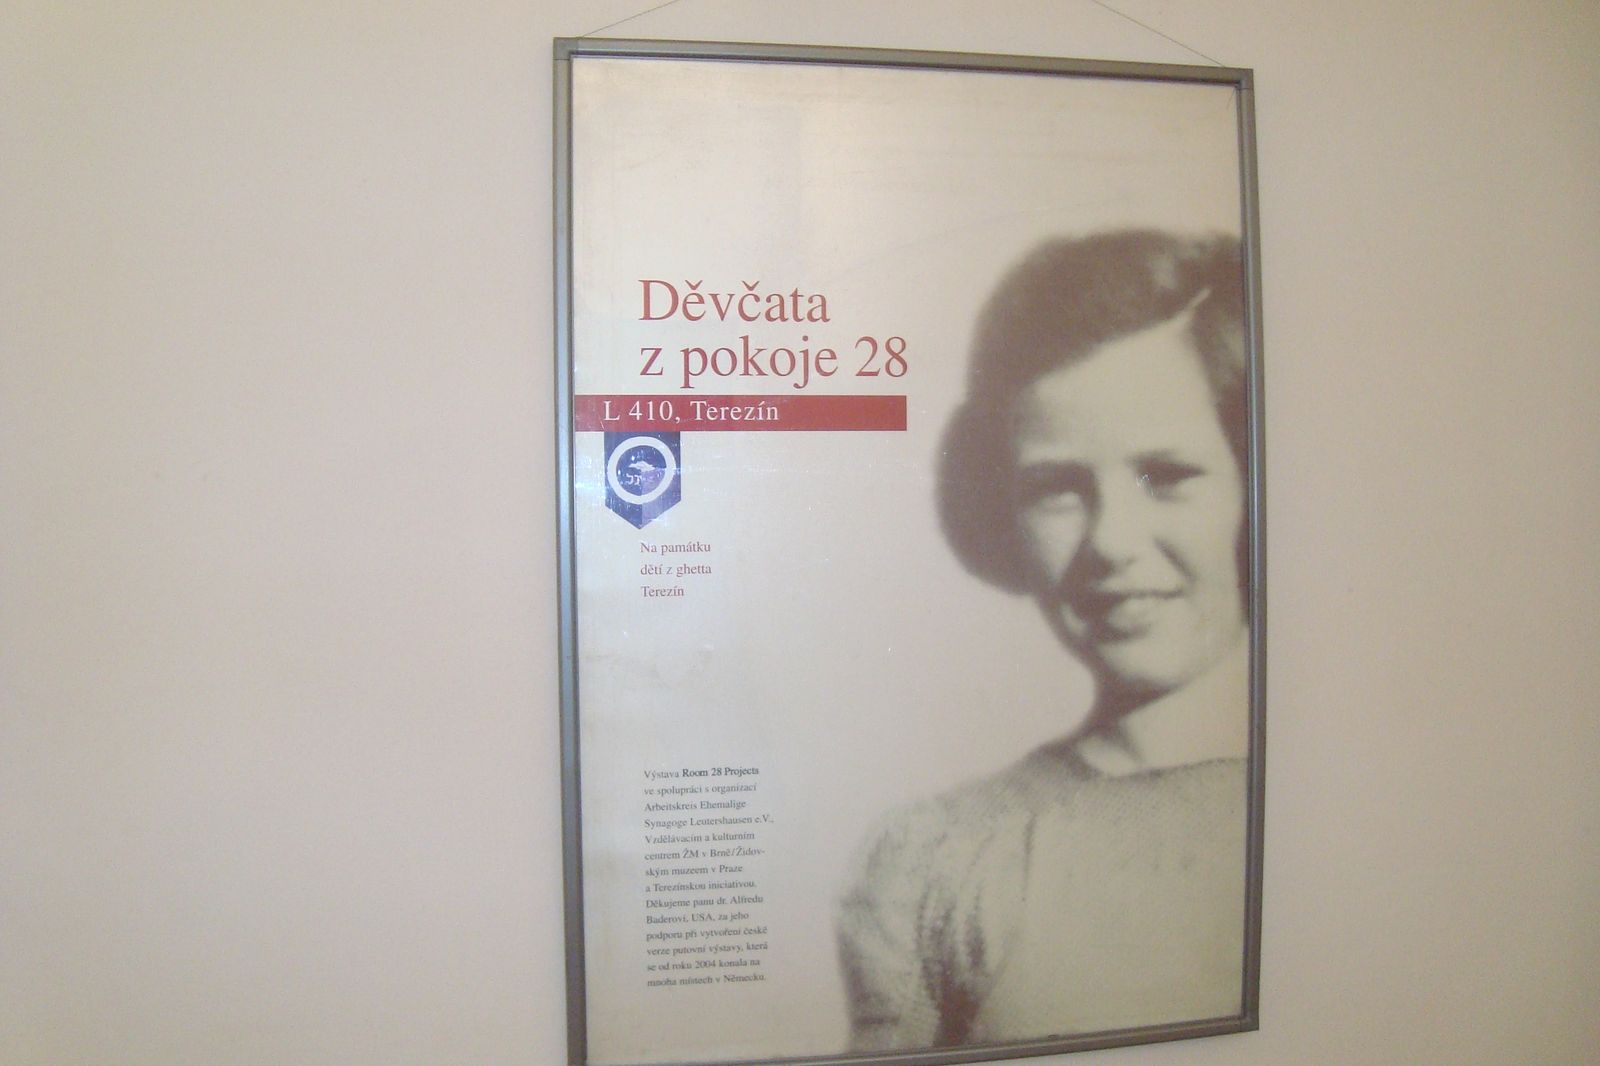 Děvčata
z pokoje 28
L 410, Terezín
Na památku
dětí z ghetta
Terezín
Výstava Room 28 Projects
ve spolupráci s organizací
Arbeitskreis Ehemalige
Synagoge Leutershausen e.V.,
Vzdělávacím a kulturním
centrem ŽM v Brně/Židov-
ským muzeem v Praze
a Terezínskou iniciativou.
Děkujeme panu dr. Alfredu
Baderovi, USA, za jeho
podporu při vytvoření české
verze putovní výstavy, která
se od roku 2004 konala na
mnoha místech v Německu.